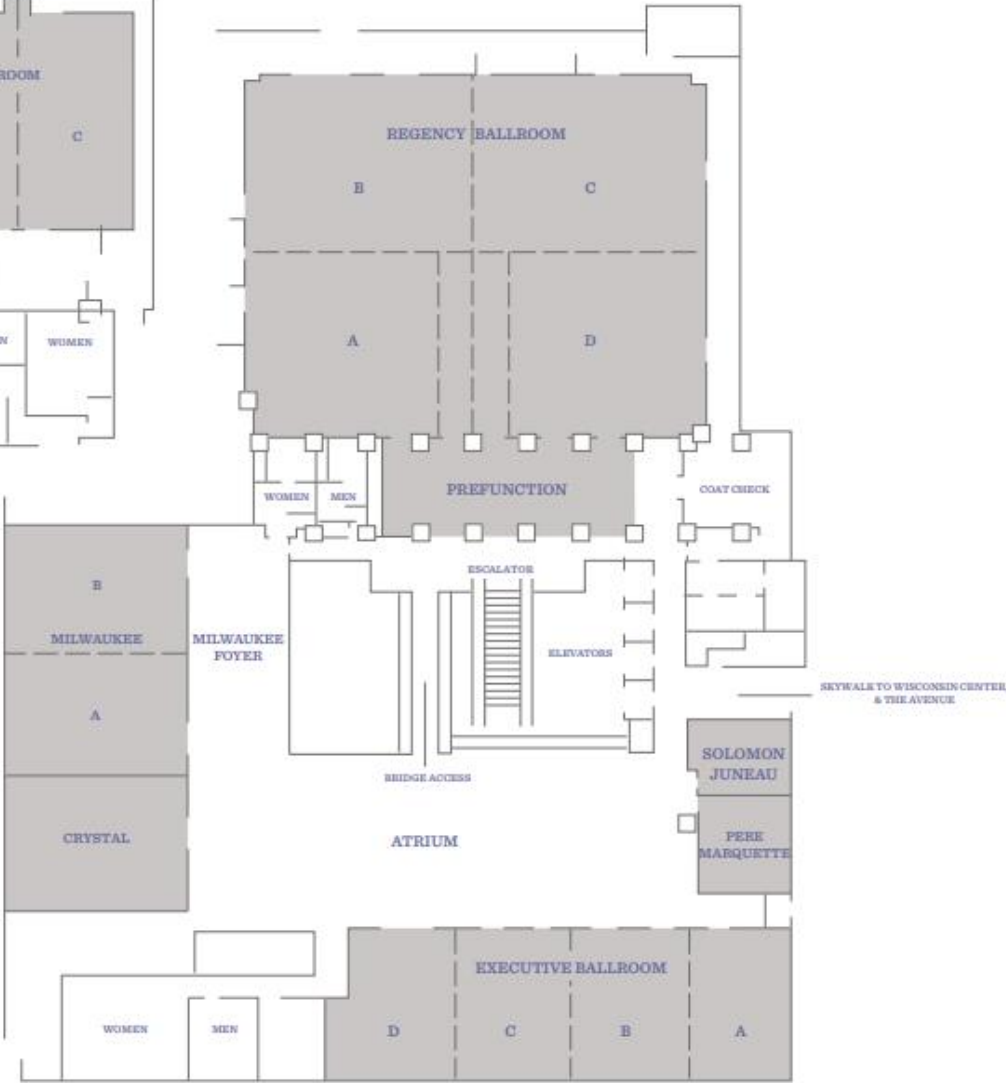 ROOM
C
REGENCY BALLROOM
B
C
A
D
N
WOMEN
WOMEN
MEN
PREFUNCTION
COAT CHECK
ESCALATOR
B
MILWAUKEE
A
MILWAUKEE
FOYER
ELEVATORS
SKYWALK TO WISCONSIN CENTER
& THE AVENUE
SOLOMON
JUNEAU
BRIDGE ACCESS
CRYSTAL
ATRIUM
PERE
MARQUETTE
EXECUTIVE BALLROOM
WOMEN
MEN
D
C
B
A